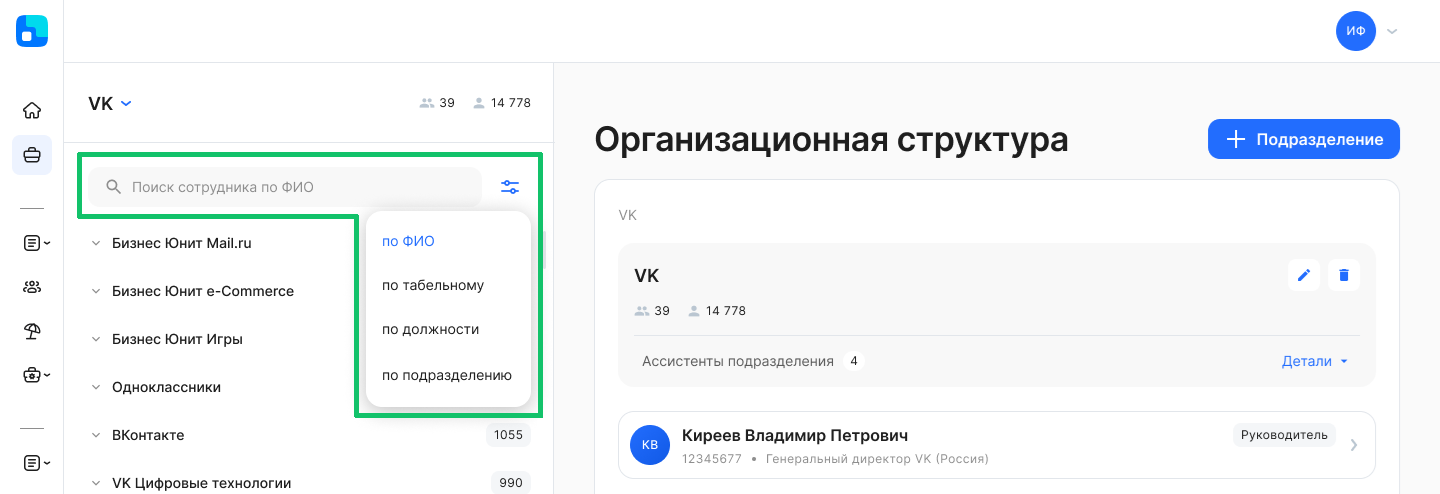 ИФ
VK
39
14 778
Поиск сотрудника по ФИО
по ФИО
по табельному
по должности
по подразделению
Бизнес Юнит Mail.ru
Бизнес Юнит e-Commerce
Бизнес Юнит Игры
Одноклассники
ВКонтакте 1055
VK Цифровые технологии 990
Организационная структура
Подразделение
VK
VK
39
14 778
Ассистенты подразделения 4
Детали
КВ
Киреев Владимир Петрович
Руководитель
12345677 • Генеральный директор VK (Россия)